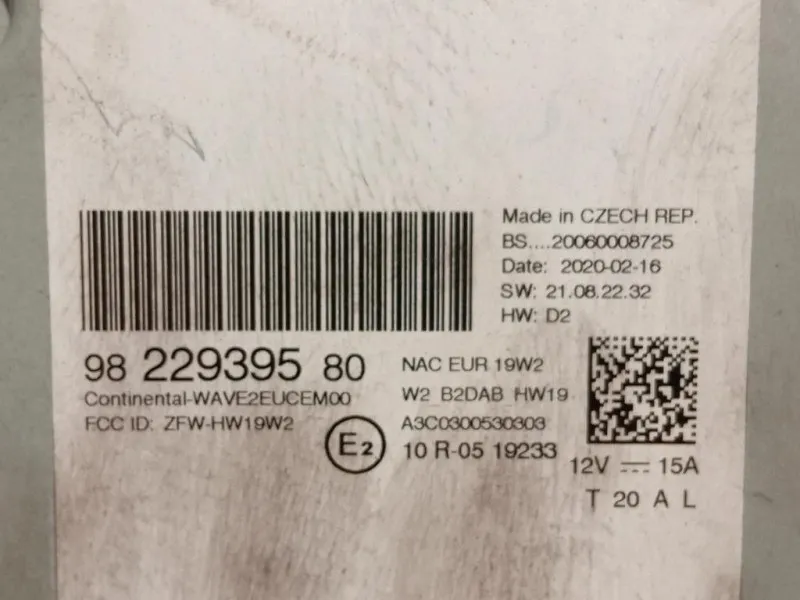 Made in CZECH REP.
BS....20060008725
Date: 2020-02-16
SW: 21.08.22.32
HW: D2
98 229395 80
Continental-WAVE2EUCEM00
FCC ID: ZFW-HW19W2
E2
NAC EUR 19W2
W2 B2DAB HW19
A3C0300530303
10 R-05 19233
12V ⎓ 15A
T 20 A L